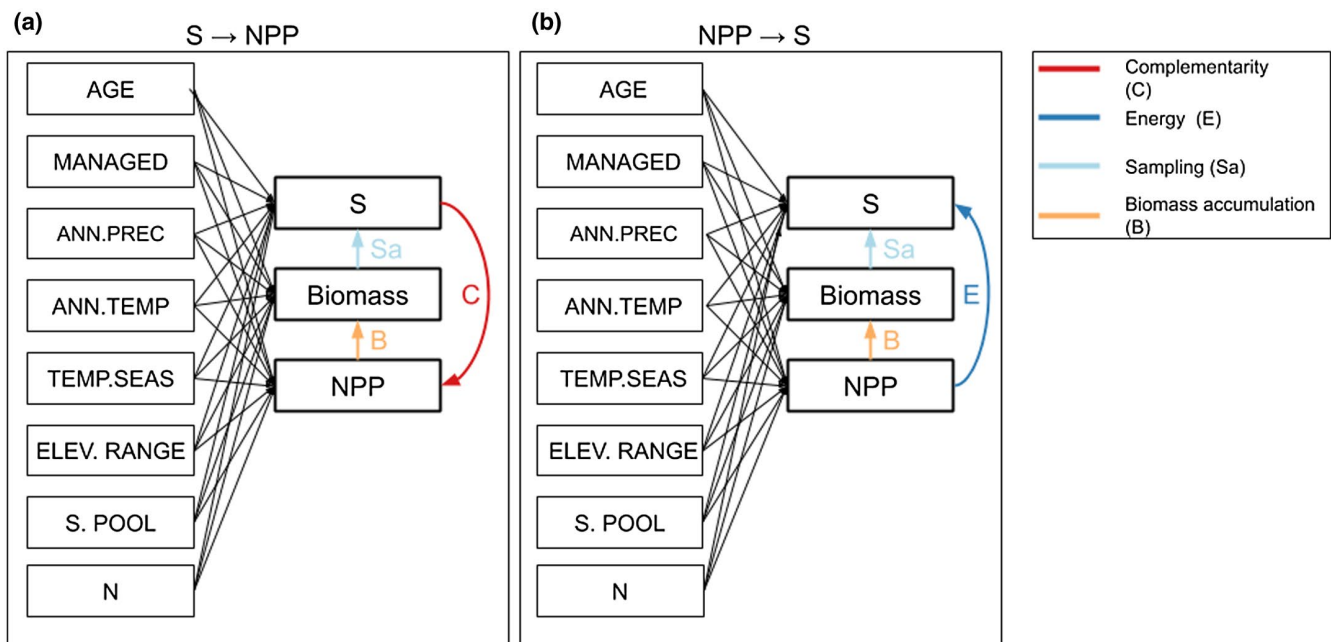 (a)
S → NPP
AGE
MANAGED
ANN.PREC
ANN.TEMP
TEMP.SEAS
ELEV. RANGE
S. POOL
N
S
Sa
Biomass
B
NPP
C
(b)
NPP → S
AGE
MANAGED
ANN.PREC
ANN.TEMP
TEMP.SEAS
ELEV. RANGE
S. POOL
N
S
Sa
Biomass
B
NPP
E
Complementarity
(C)
Energy (E)
Sampling (Sa)
Biomass accumulation
(B)